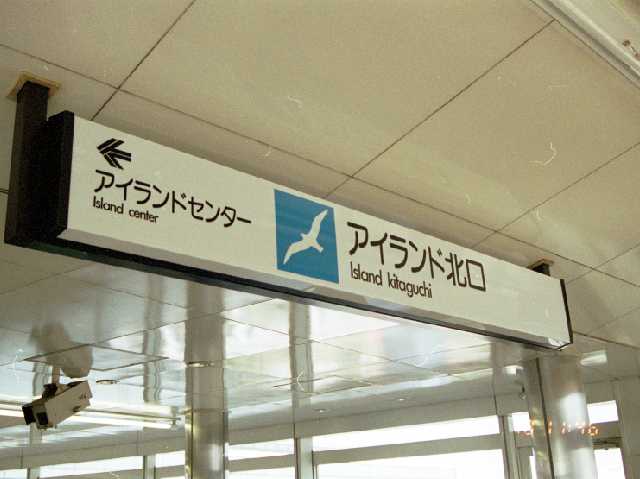 アイランドセンター
Island center
アイランド北口
Island kitaguchi